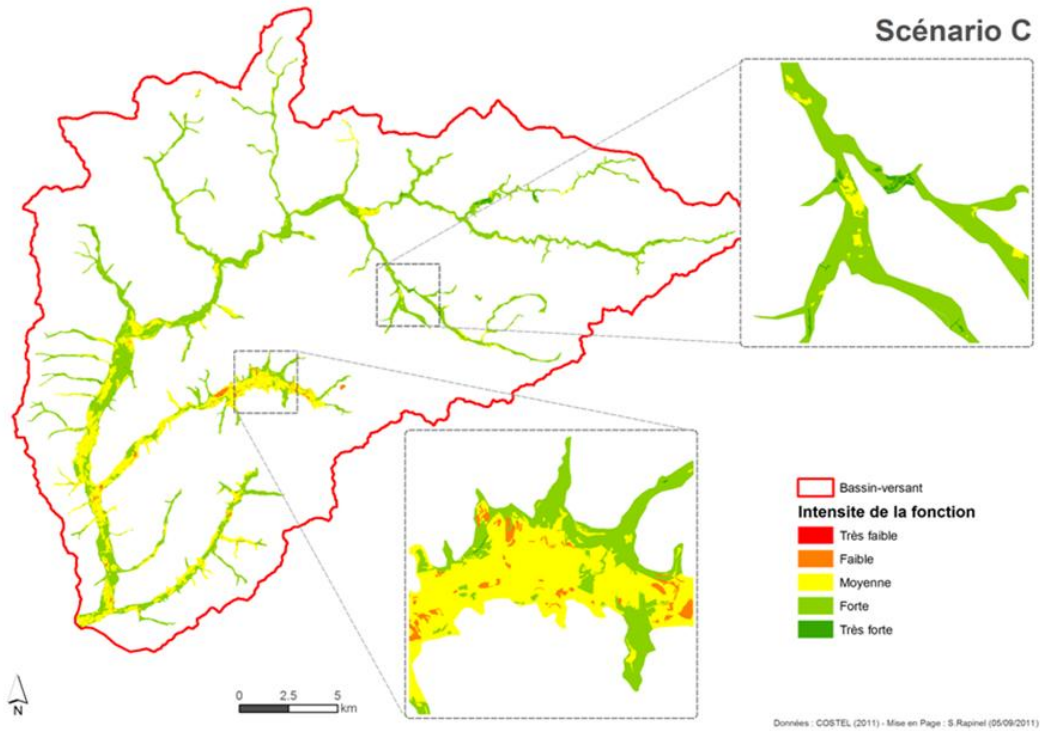 Scénario C
Bassin-versant
Intensite de la fonction
Très faible
Faible
Moyenne
Forte
Très forte
N
0 2.5 5
km
Données : COSTEL (2011) - Mise en Page : S.Rapinel (05/09/2011)